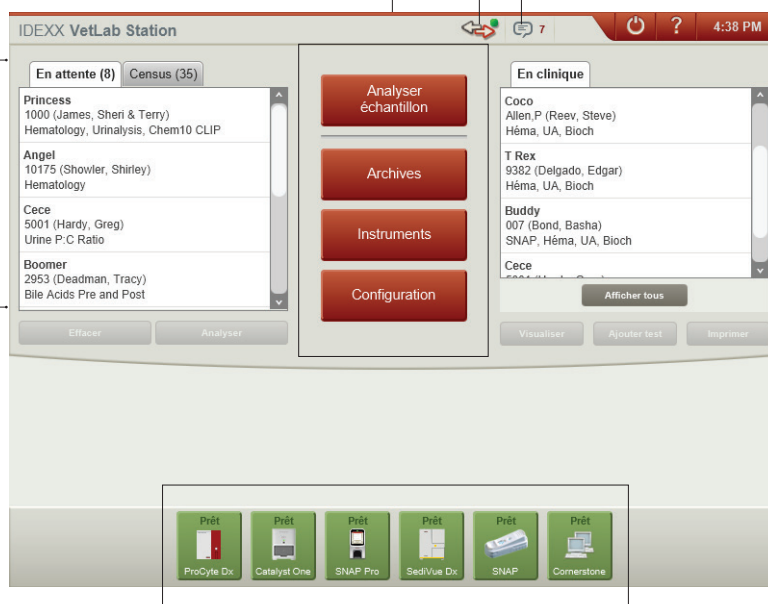 IDEXX VetLab Station
7
?
4:38 PM
En attente (8)
Census (35)
Princess
1000 (James, Sheri & Terry)
Hematology, Urinalysis, Chem10 CLIP
Angel
10175 (Showler, Shirley)
Hematology
Cece
5001 (Hardy, Greg)
Urine P:C Ratio
Boomer
2953 (Deadman, Tracy)
Bile Acids Pre and Post
Effacer
Analyser
Analyser
échantillon
Archives
Instruments
Configuration
En clinique
Coco
Allen,P (Reev, Steve)
Héma, UA, Bioch
T Rex
9382 (Delgado, Edgar)
Héma, UA, Bioch
Buddy
007 (Bond, Basha)
SNAP, Héma, UA, Bioch
Cece
Afficher tous
Visualiser
Ajouter test
Imprimer
Prêt
ProCyte Dx
Prêt
Catalyst One
Prêt
SNAP Pro
Prêt
SediVue Dx
Prêt
SNAP
Prêt
Cornerstone